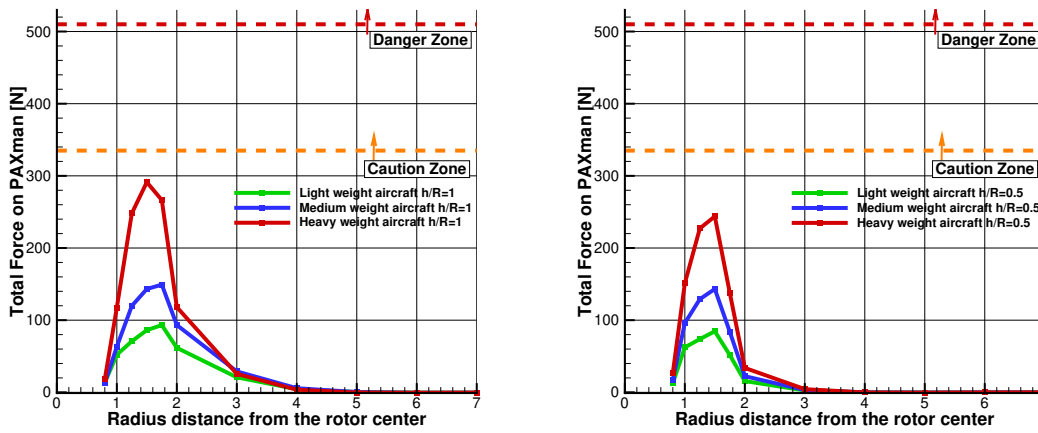 Total Force on PAXman [N]
500
400
300
200
100
0
Danger Zone
Caution Zone
Light weight aircraft h/R=1
Medium weight aircraft h/R=1
Heavy weight aircraft h/R=1
0 1 2 3 4 5 6 7
Radius distance from the rotor center
Total Force on PAXman [N]
500
400
300
200
100
0
Danger Zone
Caution Zone
Light weight aircraft h/R=0.5
Medium weight aircraft h/R=0.5
Heavy weight aircraft h/R=0.5
0 1 2 3 4 5 6
Radius distance from the rotor center